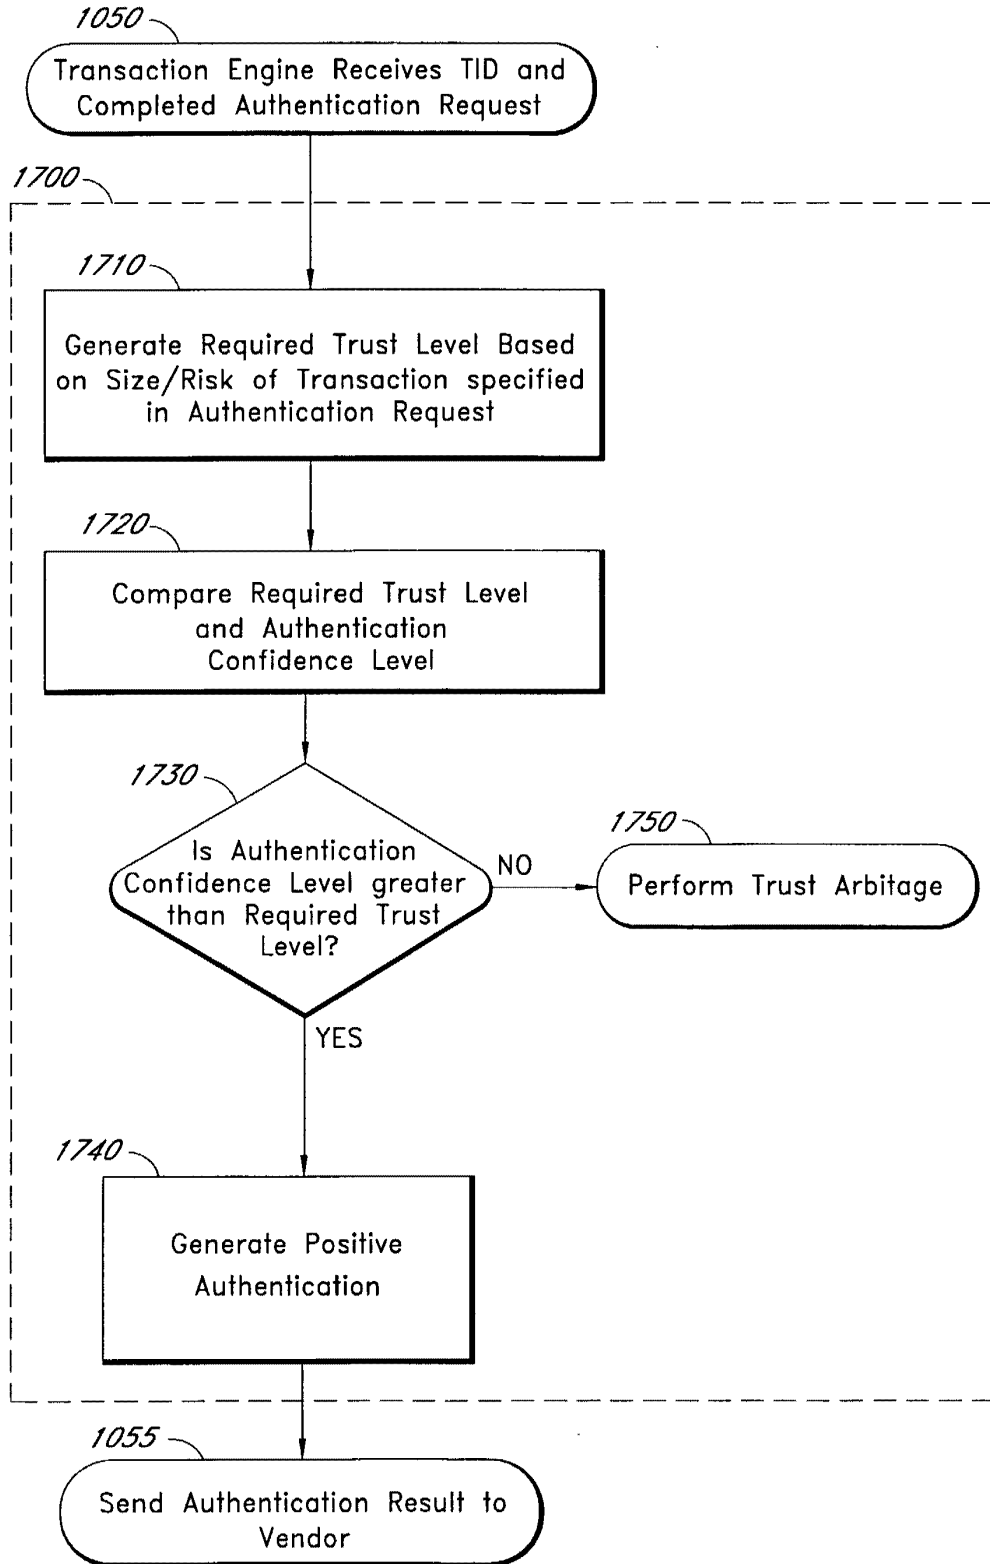 1050
Transaction Engine Receives TID and
Completed Authentication Request
1700
1710
Generate Required Trust Level Based
on Size/Risk of Transaction specified
in Authentication Request
1720
Compare Required Trust Level
and Authentication
Confidence Level
1730
Is Authentication
Confidence Level greater
than Required Trust
Level?
NO
1750
Perform Trust Arbitage
YES
1740
Generate Positive
Authentication
1055
Send Authentication Result to
Vendor